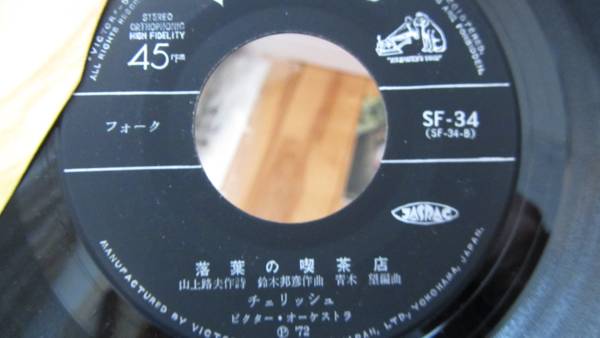 STEREO
ORTHOPHONIC
HIGH FIDELITY
45 rpm
フォーク
SF-34
(SF-34-B)
JASRAC
落葉の喫茶店
山上路夫作詩 鈴木邦彦作曲 青木 望編曲
チェリッシュ
ビクター・オーケストラ
Ⓟ '72